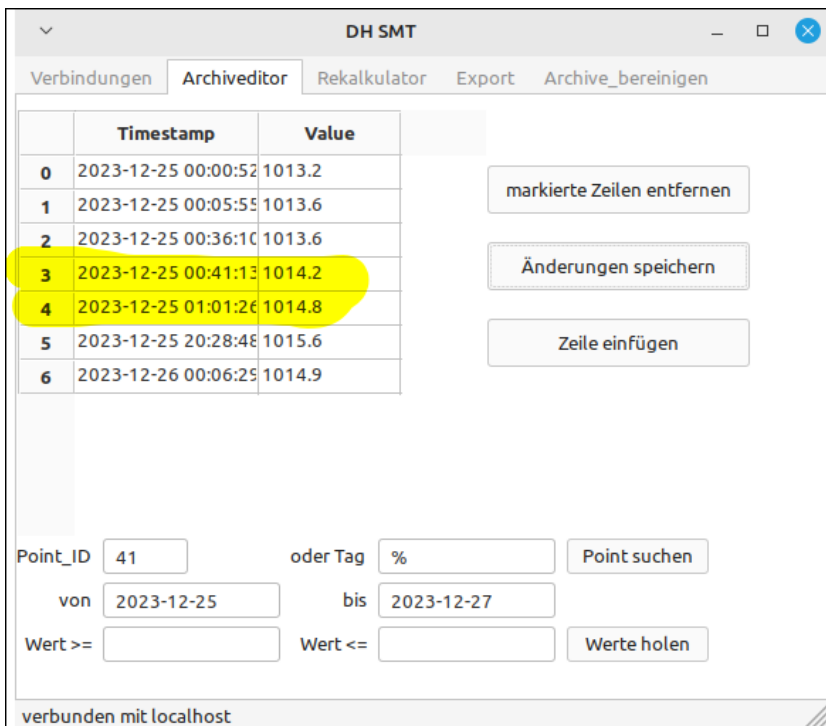 DH SMT
Verbindungen Archiveditor Rekalkulator Export Archive_bereinigen
Timestamp Value
0 2023-12-25 00:00:52 1013.2
1 2023-12-25 00:05:55 1013.6
2 2023-12-25 00:36:10 1013.6
3 2023-12-25 00:41:13 1014.2
4 2023-12-25 01:01:26 1014.8
5 2023-12-25 20:28:48 1015.6
6 2023-12-26 00:06:29 1014.9
markierte Zeilen entfernen
Änderungen speichern
Zeile einfügen
Point_ID 41 oder Tag % Point suchen
von 2023-12-25 bis 2023-12-27
Wert >= Wert <= Werte holen
verbunden mit localhost